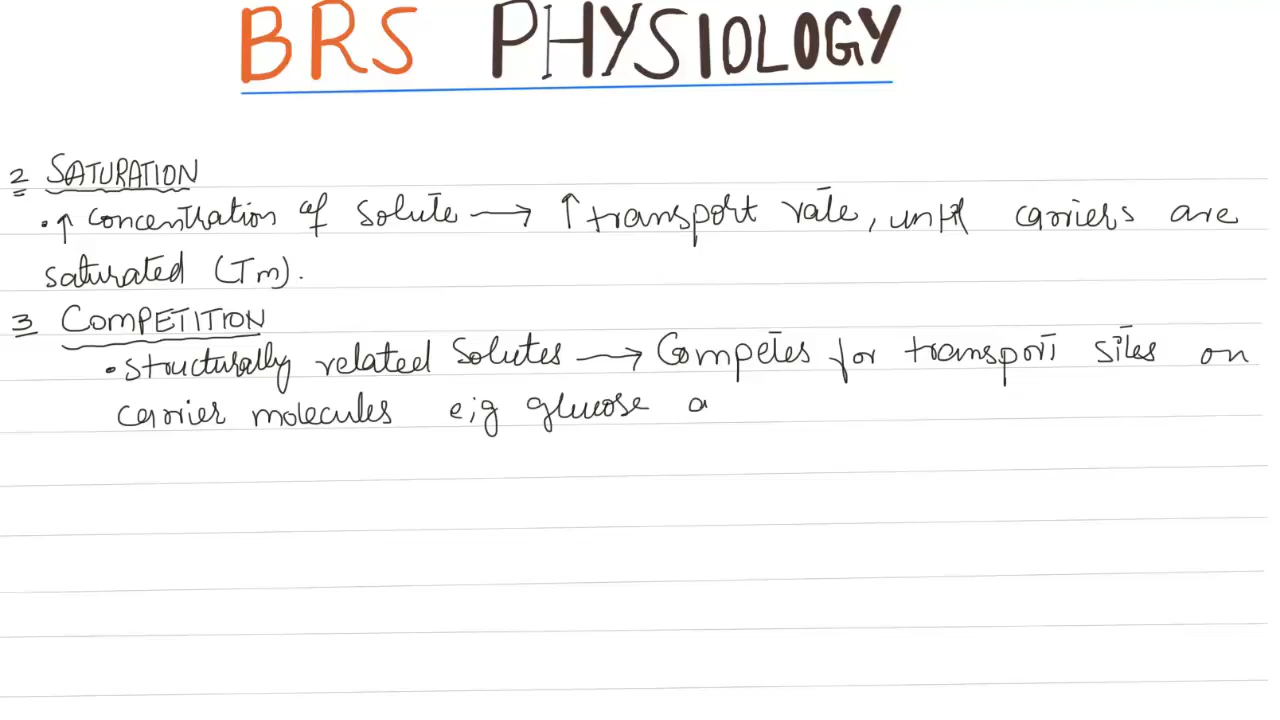 BRS PHYSIOLOGY
2 SATURATION
• ↑ concentration of solute → ↑ transport rate, until carriers are
saturated (Tm).
3 COMPETITION
• structurally related Solutes → Competes for transport sites on
carrier molecules e;g glucose a